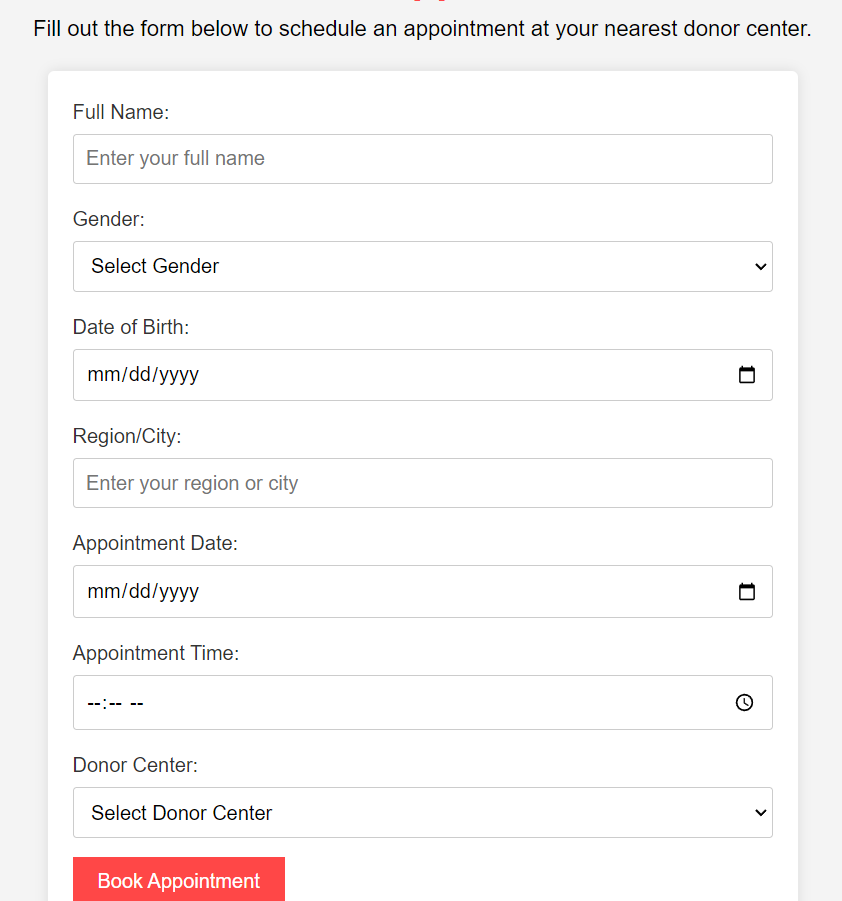 Fill out the form below to schedule an appointment at your nearest donor center.
Full Name:
Enter your full name
Gender:
Select Gender
Date of Birth:
mm/dd/yyyy
Region/City:
Enter your region or city
Appointment Date:
mm/dd/yyyy
Appointment Time:
--:-- --
Donor Center:
Select Donor Center
Book Appointment